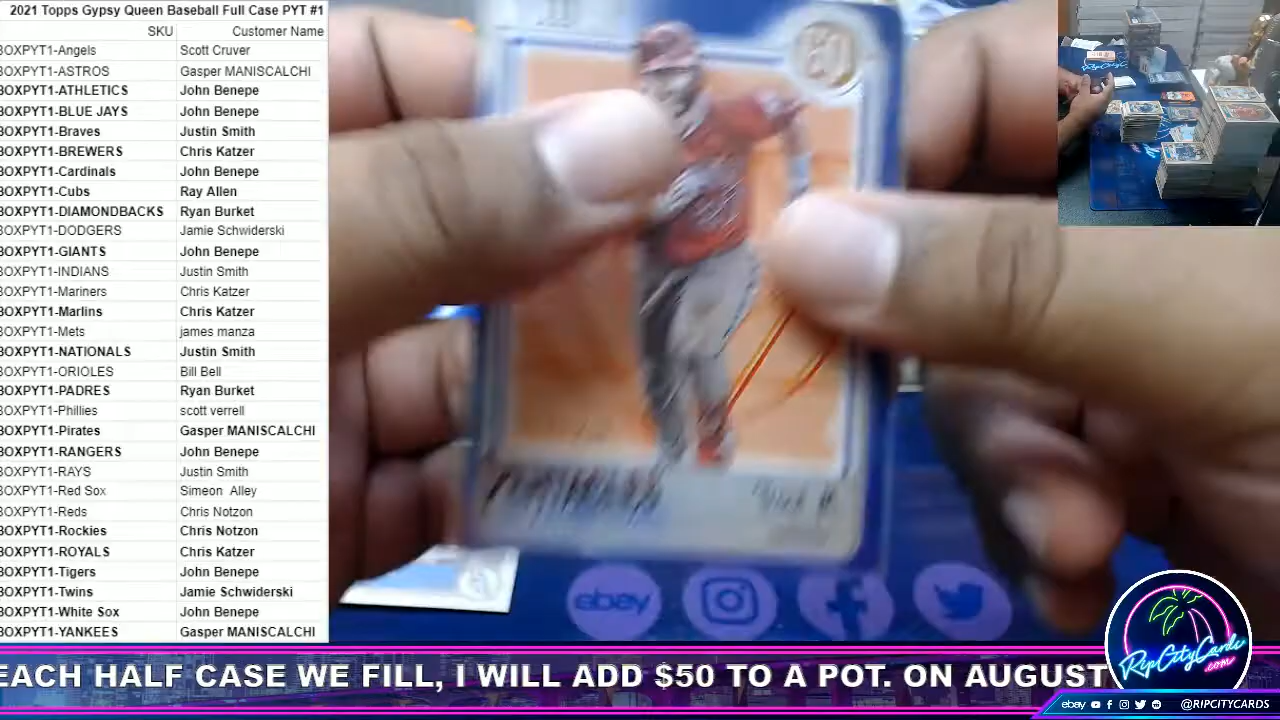 2021 Topps Gypsy Queen Baseball Full Case PYT #1
SKU Customer Name
BOXPYT1-Angels Scott Cruver
BOXPYT1-ASTROS Gasper MANISCALCHI
BOXPYT1-ATHLETICS John Benepe
BOXPYT1-BLUE JAYS John Benepe
BOXPYT1-Braves Justin Smith
BOXPYT1-BREWERS Chris Katzer
BOXPYT1-Cardinals John Benepe
BOXPYT1-Cubs Ray Allen
BOXPYT1-DIAMONDBACKS Ryan Burket
BOXPYT1-DODGERS Jamie Schwiderski
BOXPYT1-GIANTS John Benepe
BOXPYT1-INDIANS Justin Smith
BOXPYT1-Mariners Chris Katzer
BOXPYT1-Marlins Chris Katzer
BOXPYT1-Mets james manza
BOXPYT1-NATIONALS Justin Smith
BOXPYT1-ORIOLES Bill Bell
BOXPYT1-PADRES Ryan Burket
BOXPYT1-Phillies scott verrell
BOXPYT1-Pirates Gasper MANISCALCHI
BOXPYT1-RANGERS John Benepe
BOXPYT1-RAYS Justin Smith
BOXPYT1-Red Sox Simeon Alley
BOXPYT1-Reds Chris Notzon
BOXPYT1-Rockies Chris Notzon
BOXPYT1-ROYALS Chris Katzer
BOXPYT1-Tigers John Benepe
BOXPYT1-Twins Jamie Schwiderski
BOXPYT1-White Sox John Benepe
BOXPYT1-YANKEES Gasper MANISCALCHI
ebay
EACH HALF CASE WE FILL, I WILL ADD $50 TO A POT. ON AUGUST
RipCityCards
.com
ebay @RIPCITYCARDS